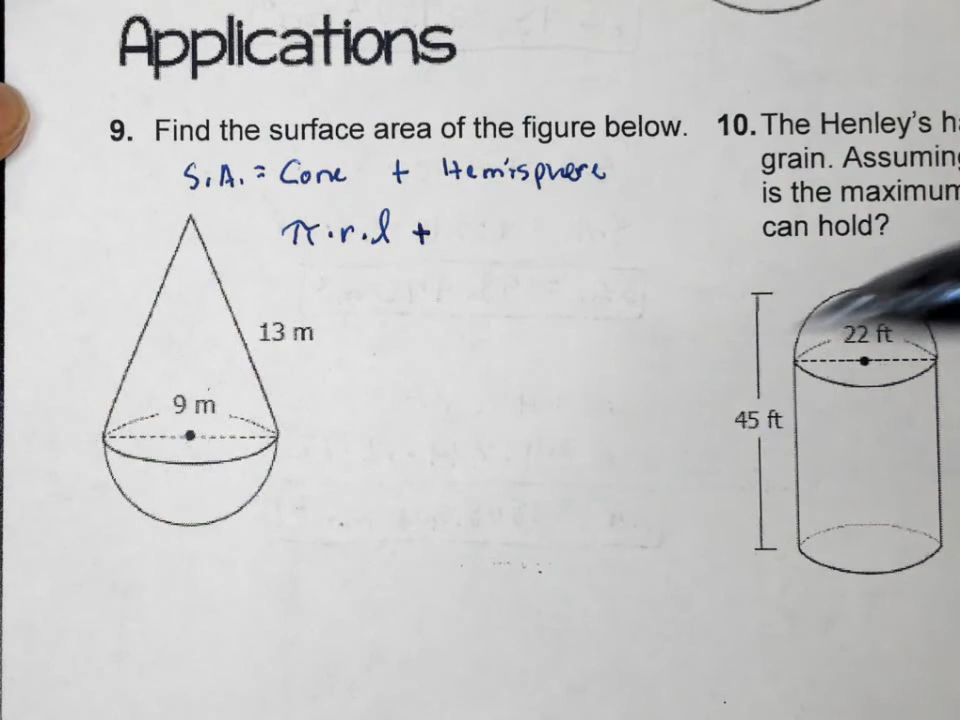 Applications
9. Find the surface area of the figure below.
S.A. = Cone + Hemisphere
π·r·l +
13 m
9 m
10. The Henley's
grain. Assuming
is the maximum
can hold?
22 ft
45 ft